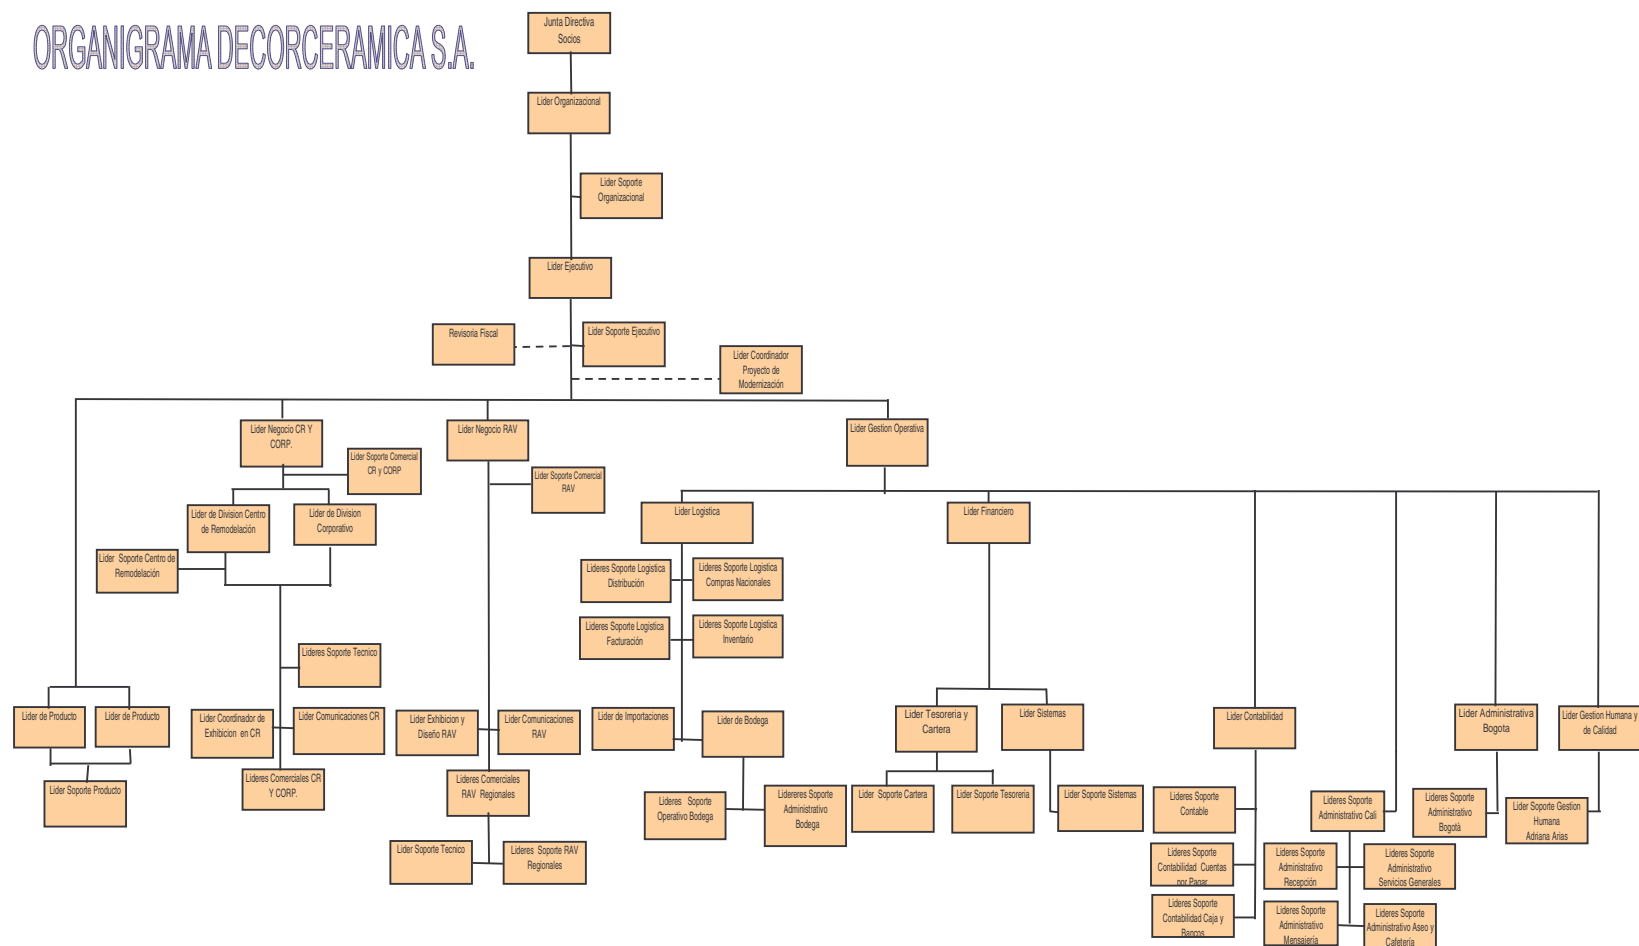 ORGANIGRAMA DECORCERAMICA S.A.
Junta Directiva
Socios
Lider Organizacional
Lider Soporte
Organizacional
Lider Ejecutivo
Revisoria Fiscal
Lider Soporte Ejecutivo
Lider Coordinador
Proyecto de
Modernización
Lider Negocio CR Y
CORP.
Lider Negocio RAV
Lider Gestion Operativa
Lider Soporte Comercial
CR y CORP
Lider Soporte Comercial
RAV
Lider de Division Centro
de Remodelación
Lider de Division
Corporativo
Lider Logistica
Lider Financiero
Lider  Soporte Centro de
Remodelación
Lideres Soporte Logistica
Distribución
Lideres Soporte Logistica
Compras Nacionales
Lideres Soporte Logistica
Facturación
Lideres Soporte Logistica
Inventario
Lideres Soporte Tecnico
Lider de Producto
Lider de Producto
Lider Coordinador de
Exhibicion  en CR
Lider Comunicaciones CR
Lider Exhibicion y
Diseño RAV
Lider Comunicaciones
RAV
Lider de Importaciones
Lider de Bodega
Lider Tesoreria y
Cartera
Lider Sistemas
Lider Contabilidad
Lider Administrativa
Bogota
Lider Gestion Humana y
de Calidad
Lider Soporte Producto
Lideres Comerciales CR
Y CORP.
Lideres Comerciales
RAV  Regionales
Lideres   Soporte
Operativo Bodega
Lidereres Soporte
Administrativo
Bodega
Lider  Soporte Cartera
Lider Soporte Tesoreria
Lider Soporte Sistemas
Lideres Soporte
Contable
Lideres Soporte
Administrativo Cali
Lideres Soporte
Administrativo
Bogotà
Lider Soporte Gestion
Humana
Adriana Arias
Lider Soporte Tecnico
Lideres  Soporte RAV
Regionales
Lideres Soporte
Contabilidad  Cuentas
por Pagar
Lideres Soporte
Administrativo
Recepción
Lideres Soporte
Administrativo
Servicios Generales
Lideres Soporte
Contabilidad Caja y
Bancos
Lideres Soporte
Administrativo
Mensajeria
Lideres Soporte
Administrativo Aseo y
Cafeteria